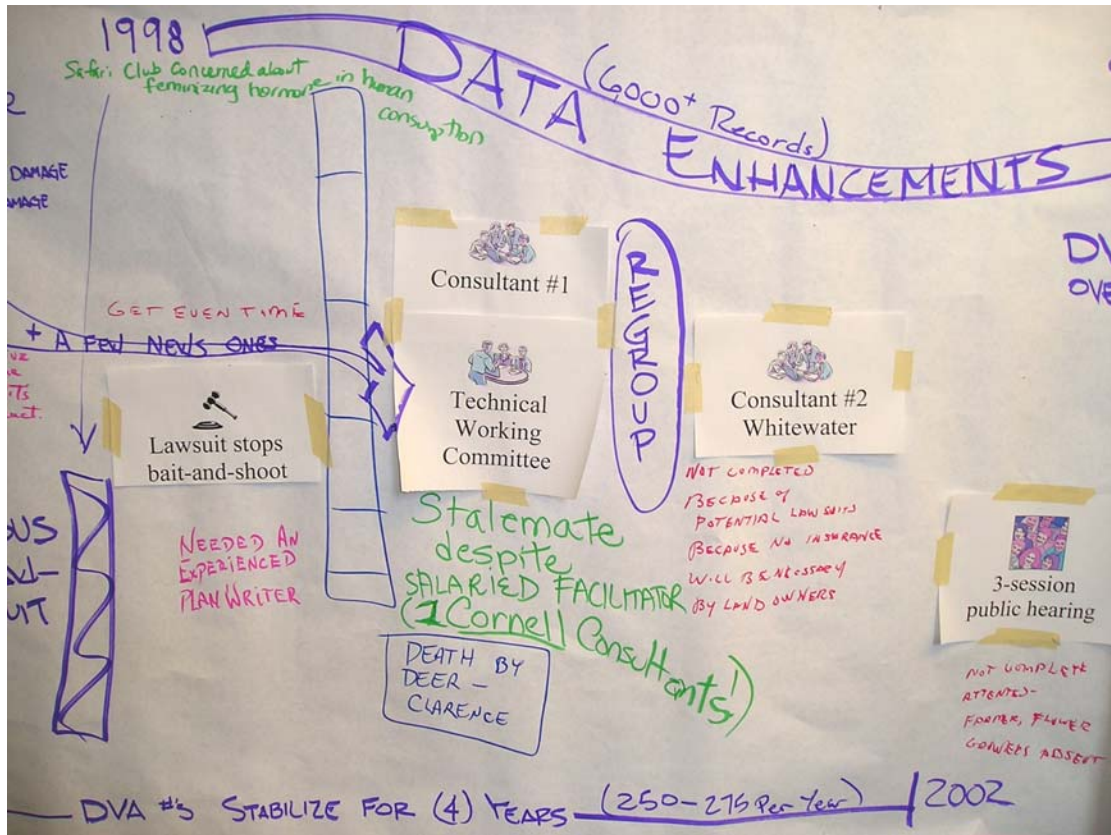 1998
Safari Club Concerned about
feminizing hormone in human
consumption
DATA ENHANCEMENTS
(6000+ Records)
DAMAGE
DV
OVE
GET EVEN TIME
+ A FEW NEWS ONES
Lawsuit stops
bait-and-shoot
NEEDED AN
EXPERIENCED
PLAN WRITER
Consultant #1
Technical
Working
Committee
REGROUP
Stalemate
despite
SALARIED FACILITATOR
(1 Cornell Consultants!)
DEATH BY
DEER –
CLARENCE
Consultant #2
Whitewater
NOT COMPLETED
BECAUSE OF
POTENTIAL LAW SUITS
BECAUSE NO INSURANCE
WILL BE NESSARY
BY LAND OWNERS
3-session
public hearing
NOT COMPLETE
FARMER, FLOWER
GROWERS ABSENT
DVA #'s STABILIZE FOR (4) YEARS (250-275 Per Year)
2002